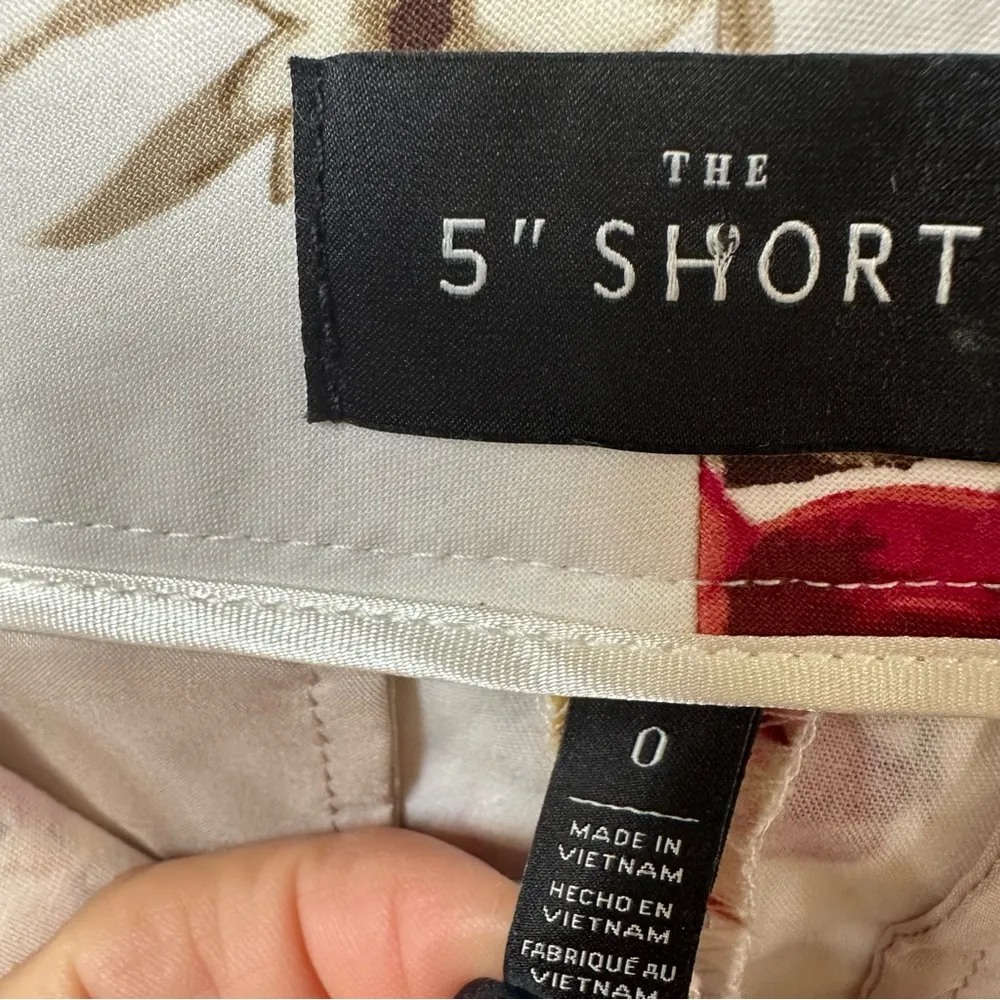 THE
5" SHORT
0
MADE IN
VIETNAM
HECHO EN
VIETNAM
FABRIQUÉ AU
VIETNAM